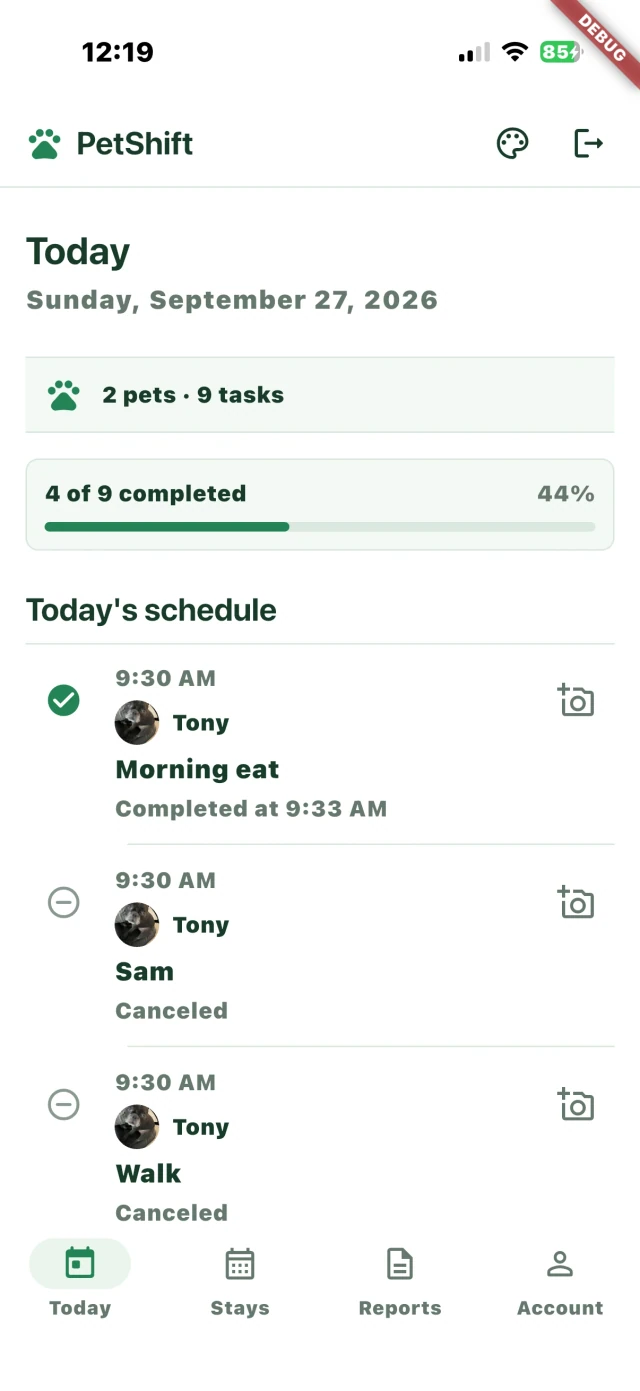 12:19
85
DEBUG
PetShift
Today
Sunday, September 27, 2026
2 pets · 9 tasks
4 of 9 completed 44%
Today's schedule
9:30 AM
Tony
Morning eat
Completed at 9:33 AM
9:30 AM
Tony
Sam
Canceled
9:30 AM
Tony
Walk
Canceled
Today Stays Reports Account